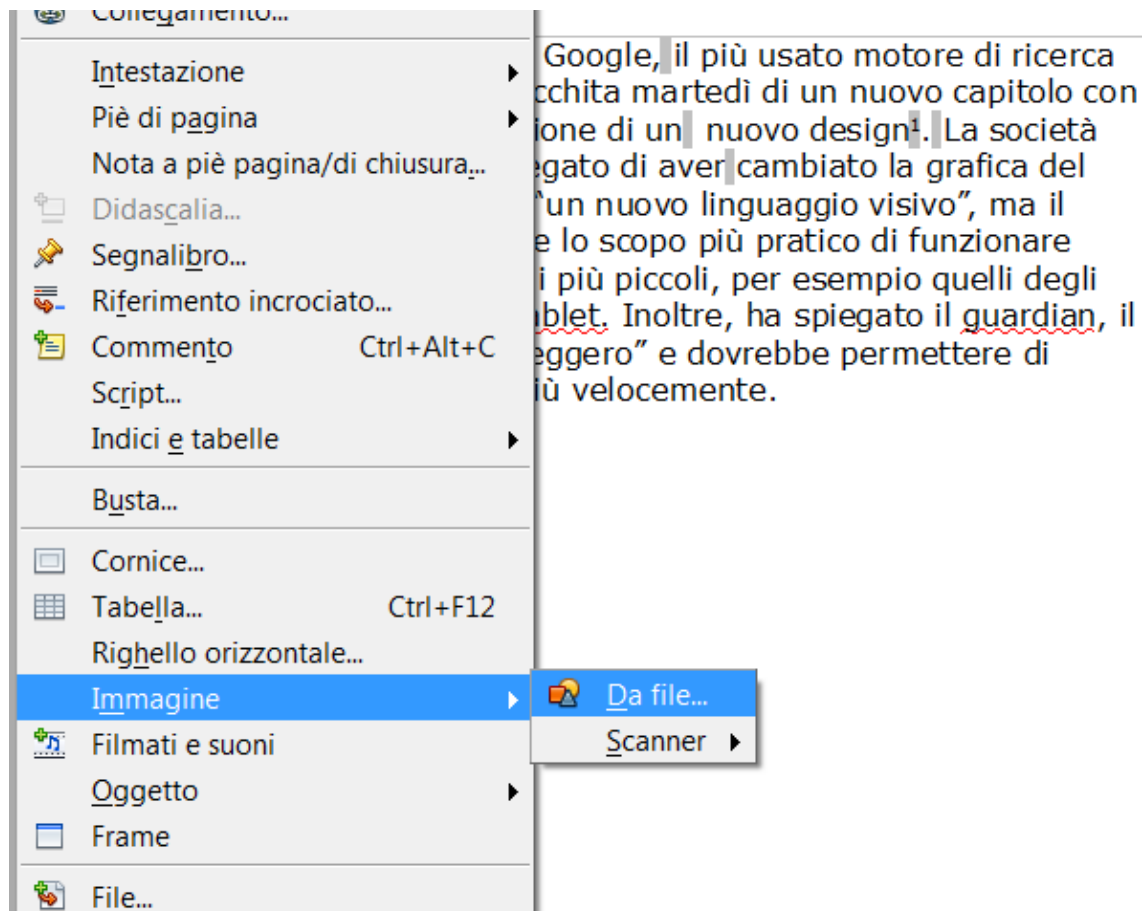 Collegamento...
Intestazione
Piè di pagina
Nota a piè pagina/di chiusura...
Didascalia...
Segnalibro...
Riferimento incrociato...
Commento Ctrl+Alt+C
Script...
Indici e tabelle
Busta...
Cornice...
Tabella... Ctrl+F12
Righello orizzontale...
Immagine
Filmati e suoni
Oggetto
Frame
File...
Da file...
Scanner
Google, il più usato motore di ricerca
cchita martedì di un nuovo capitolo con
ione di un nuovo design¹. La società
egato di aver cambiato la grafica del
“un nuovo linguaggio visivo”, ma il
e lo scopo più pratico di funzionare
i più piccoli, per esempio quelli degli
ablet. Inoltre, ha spiegato il guardian, il
eggero” e dovrebbe permettere di
iù velocemente.